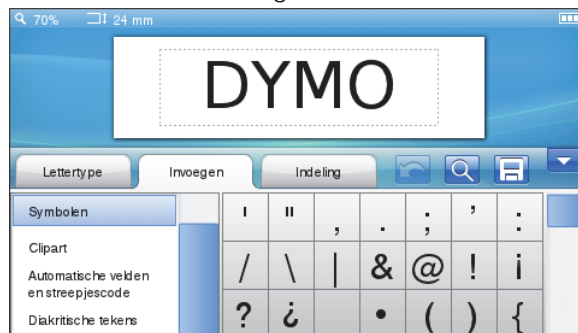 70% 24 mm
DYMO
Lettertype Invoegen Indeling
Symbolen
Clipart
Automatische velden
en streepjescode
Diakritische tekens
' " , . ; ’ :
/ \ | & @ ! ¡
? ¿ • ( ) {